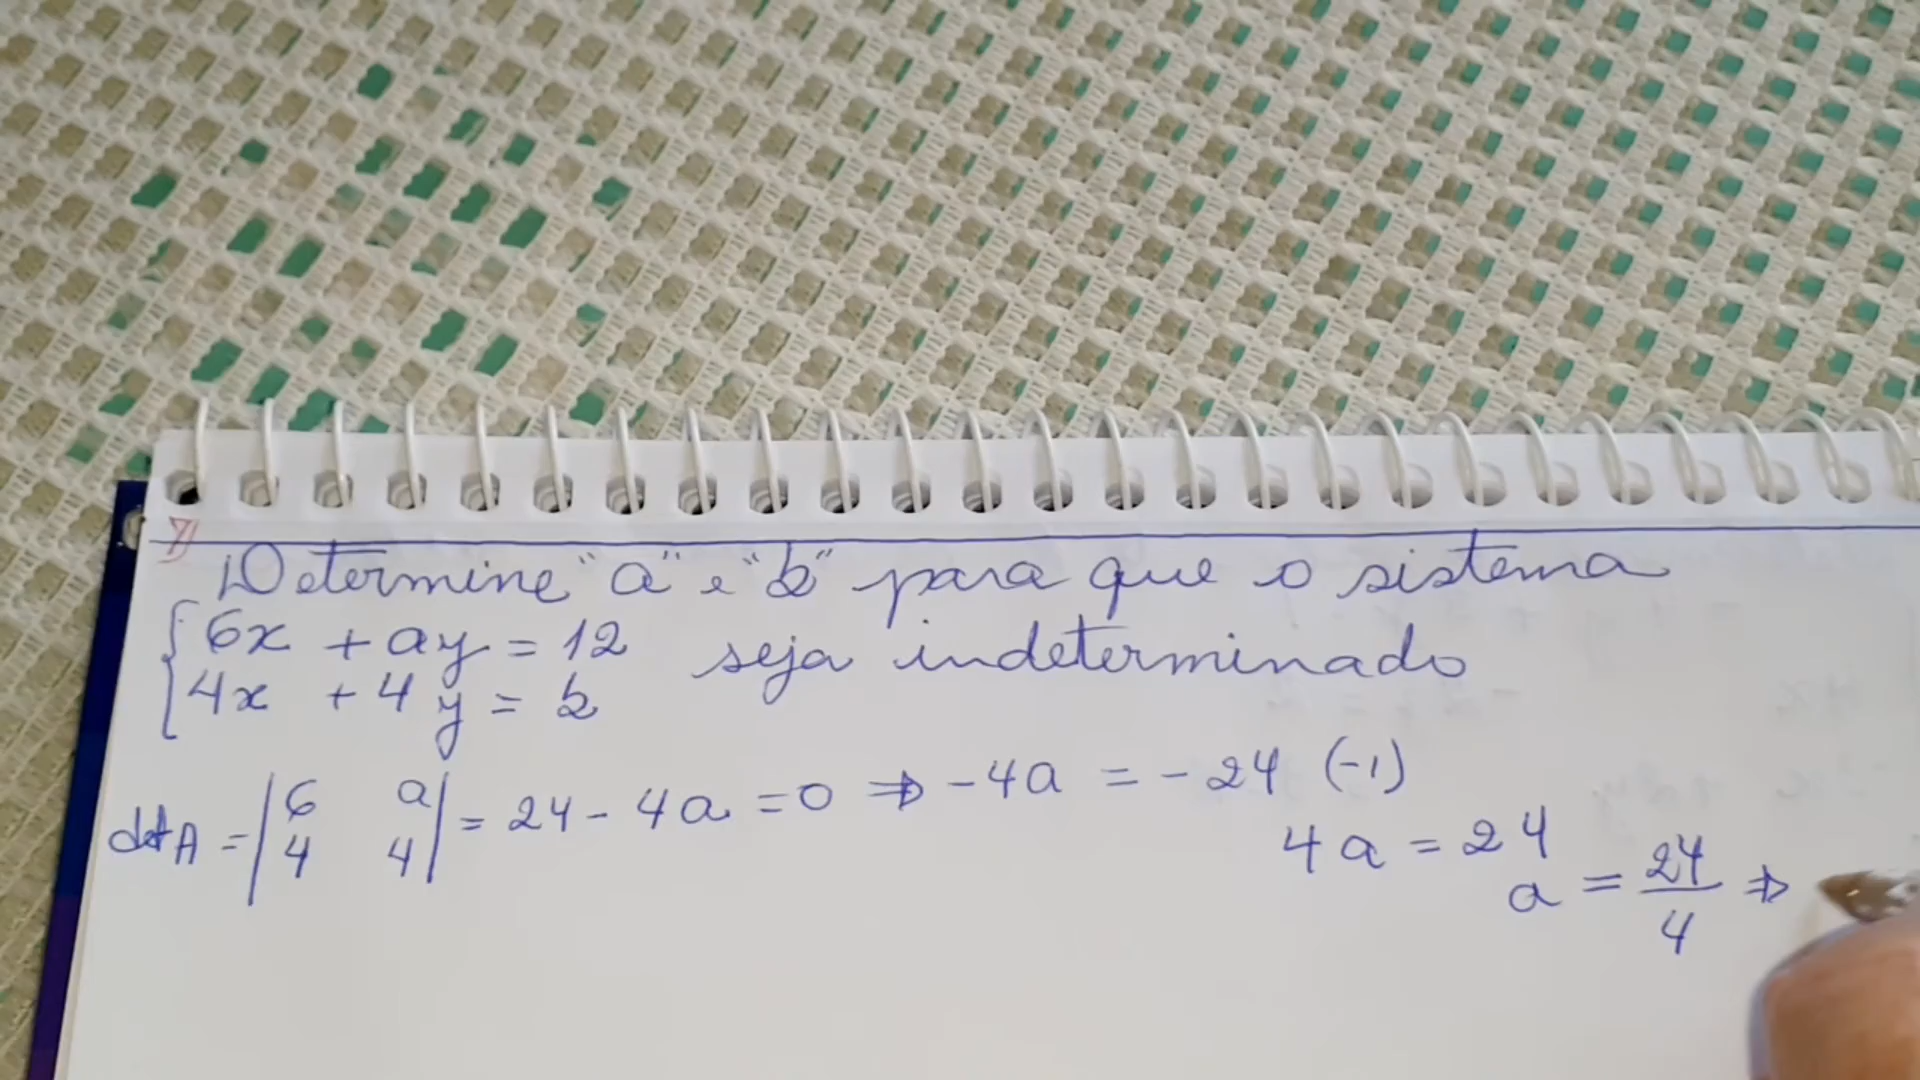 7)
Determine "a" e "b" para que o sistema
{6x + ay = 12 seja indeterminado
{4x + 4y = b
det A = |6 a| = 24 - 4a = 0 ⇒ -4a = -24 (-1)
|4 4|
4a = 24
a = 24/4 ⇒